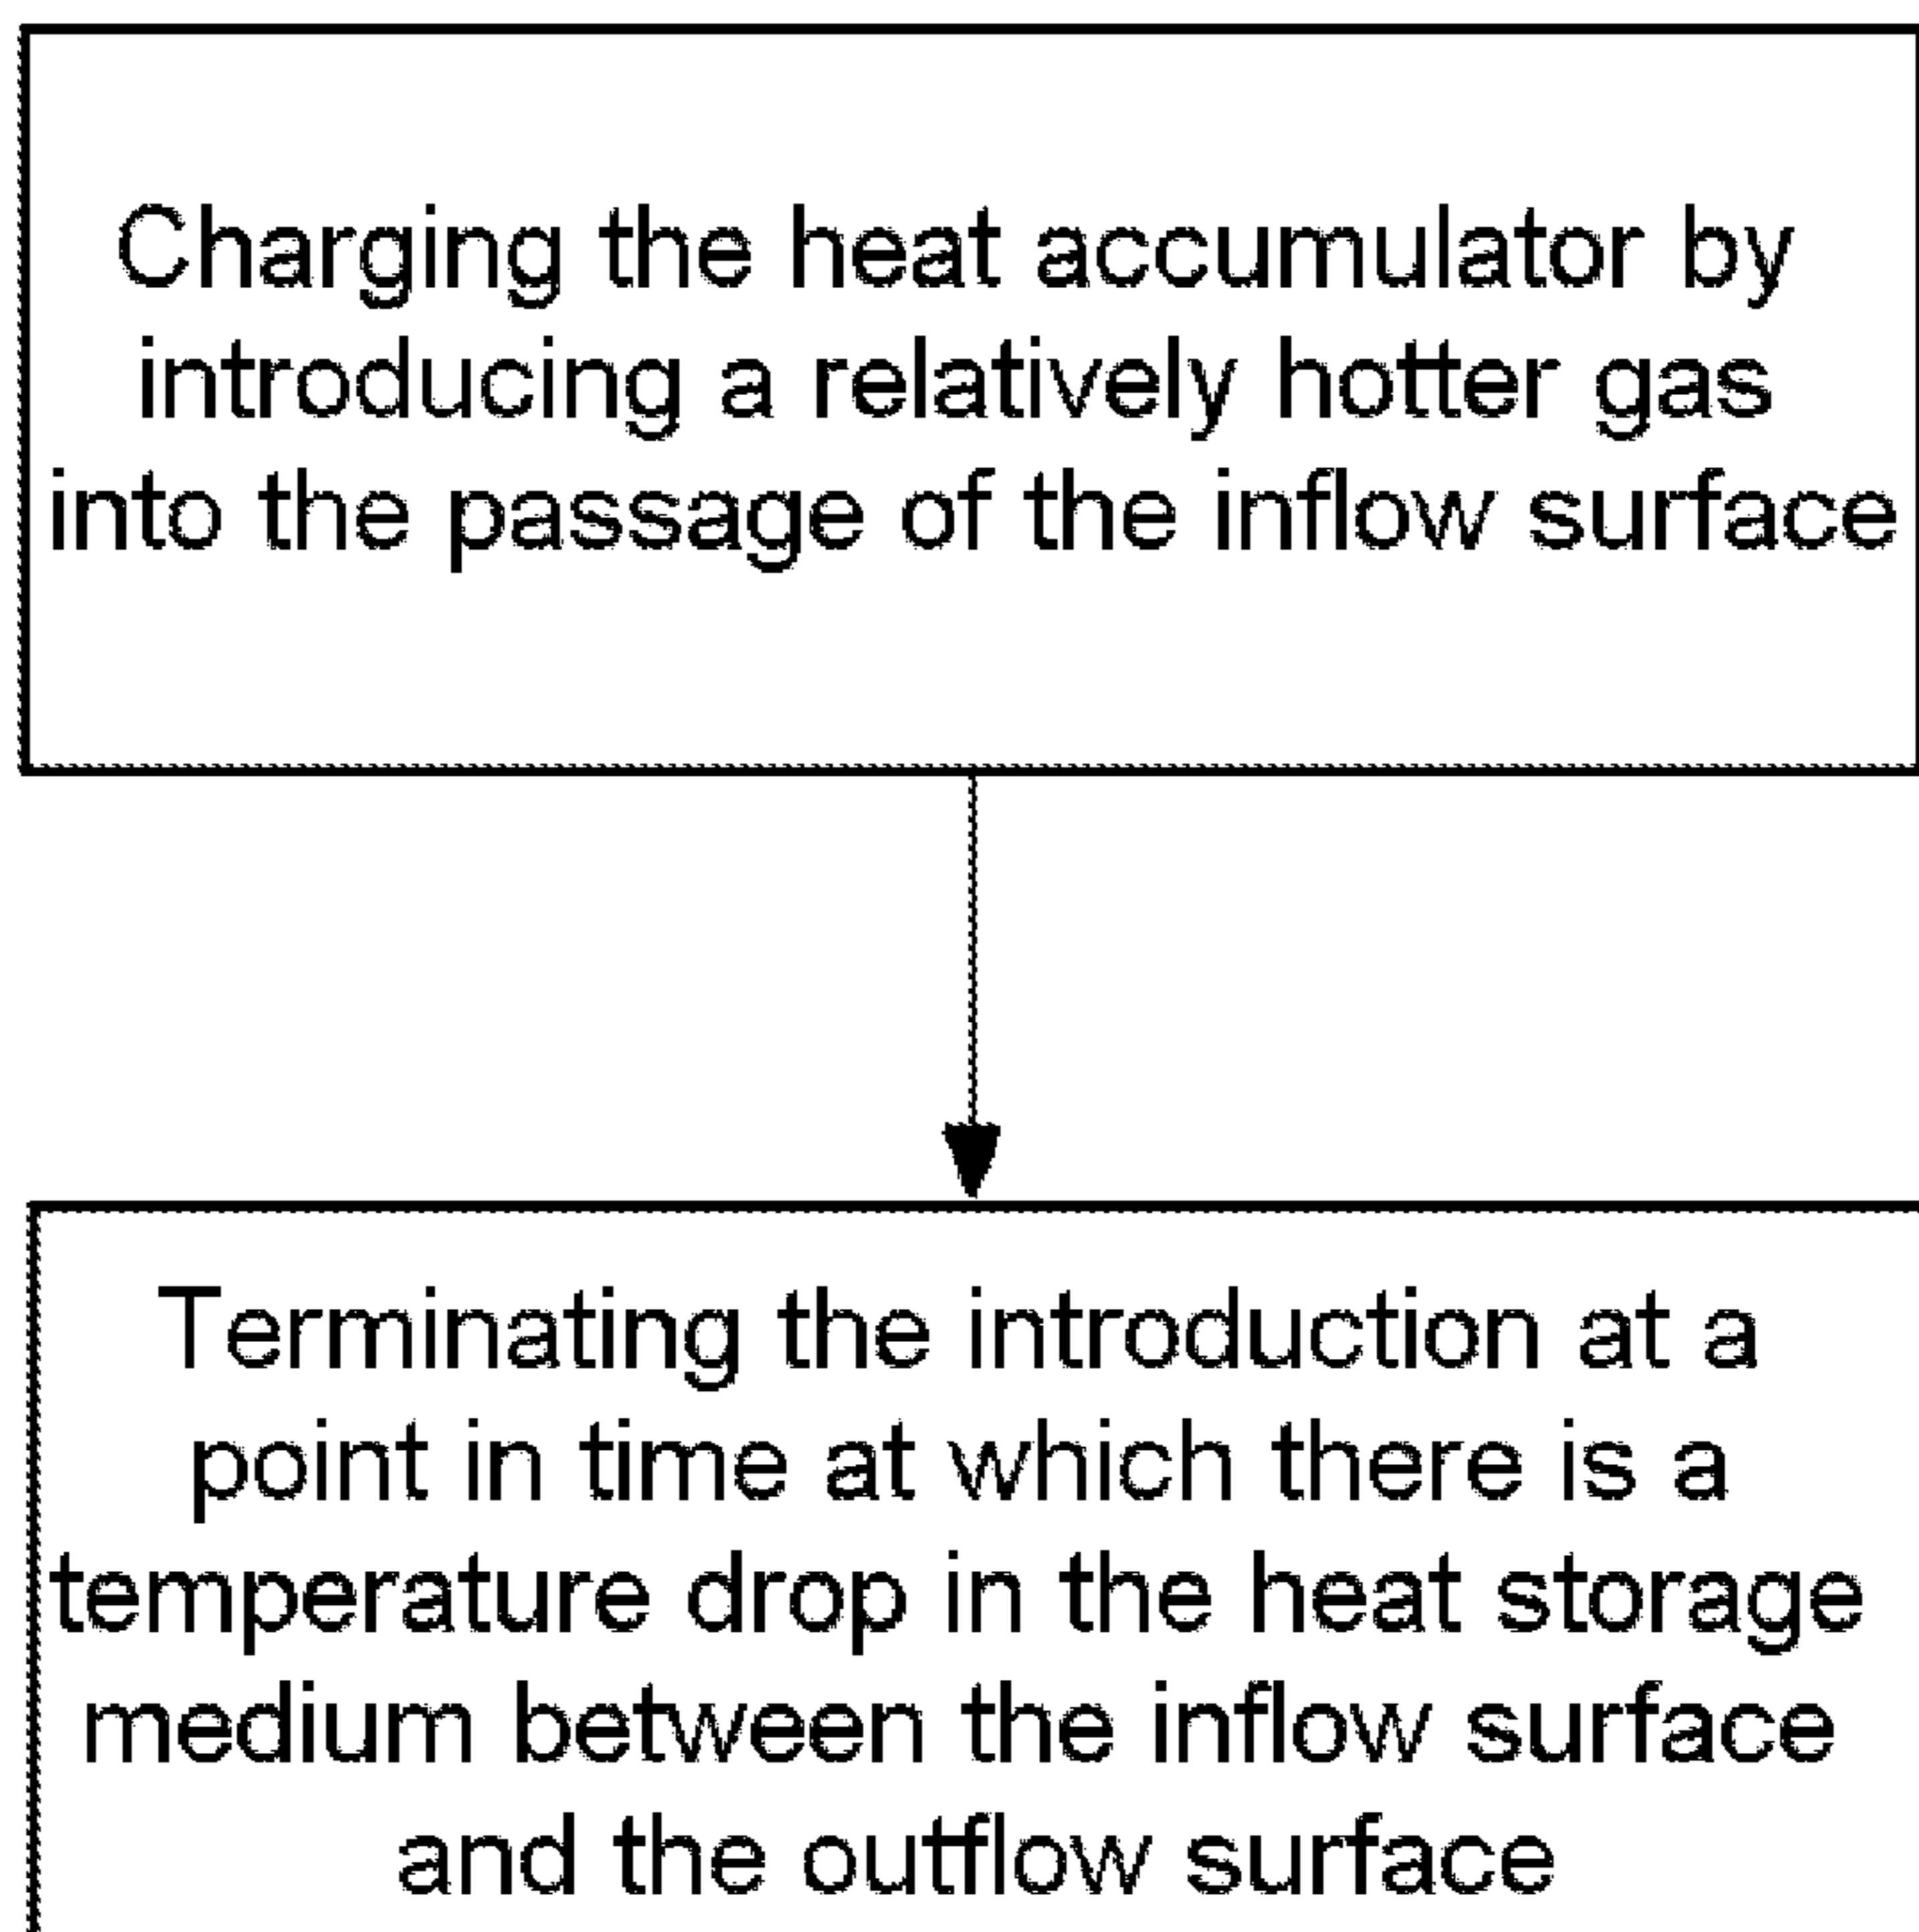 Charging the heat accumulator by
introducing a relatively hotter gas
into the passage of the inflow surface
Terminating the introduction at a
point in time at which there is a
temperature drop in the heat storage
medium between the inflow surface
and the outflow surface